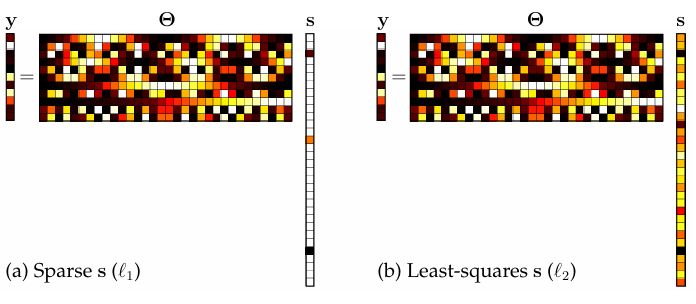 y = Θ s
y = Θ s
(a) Sparse s (ℓ₁)
(b) Least-squares s (ℓ₂)